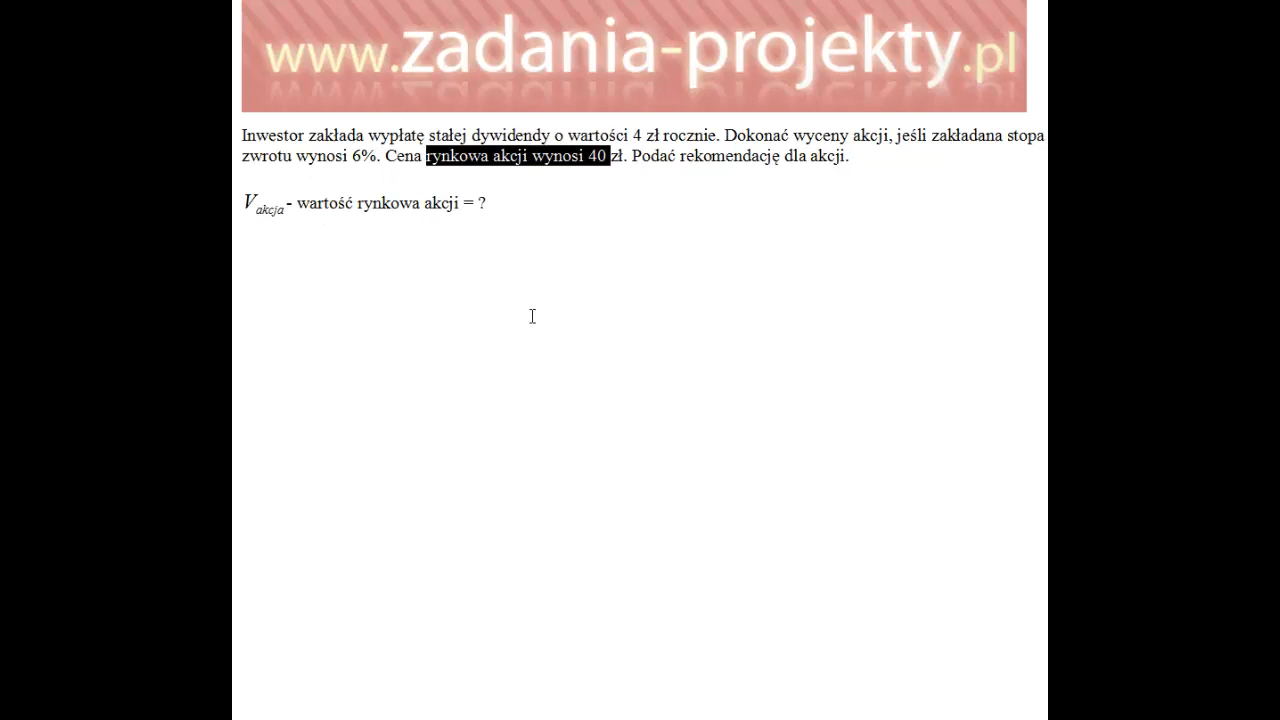 www.zadania-projekty.pl
Inwestor zakłada wypłatę stałej dywidendy o wartości 4 zł rocznie. Dokonać wyceny akcji, jeśli zakładana stopa
zwrotu wynosi 6%. Cena rynkowa akcji wynosi 40 zł. Podać rekomendację dla akcji.
Vakcja - wartość rynkowa akcji = ?